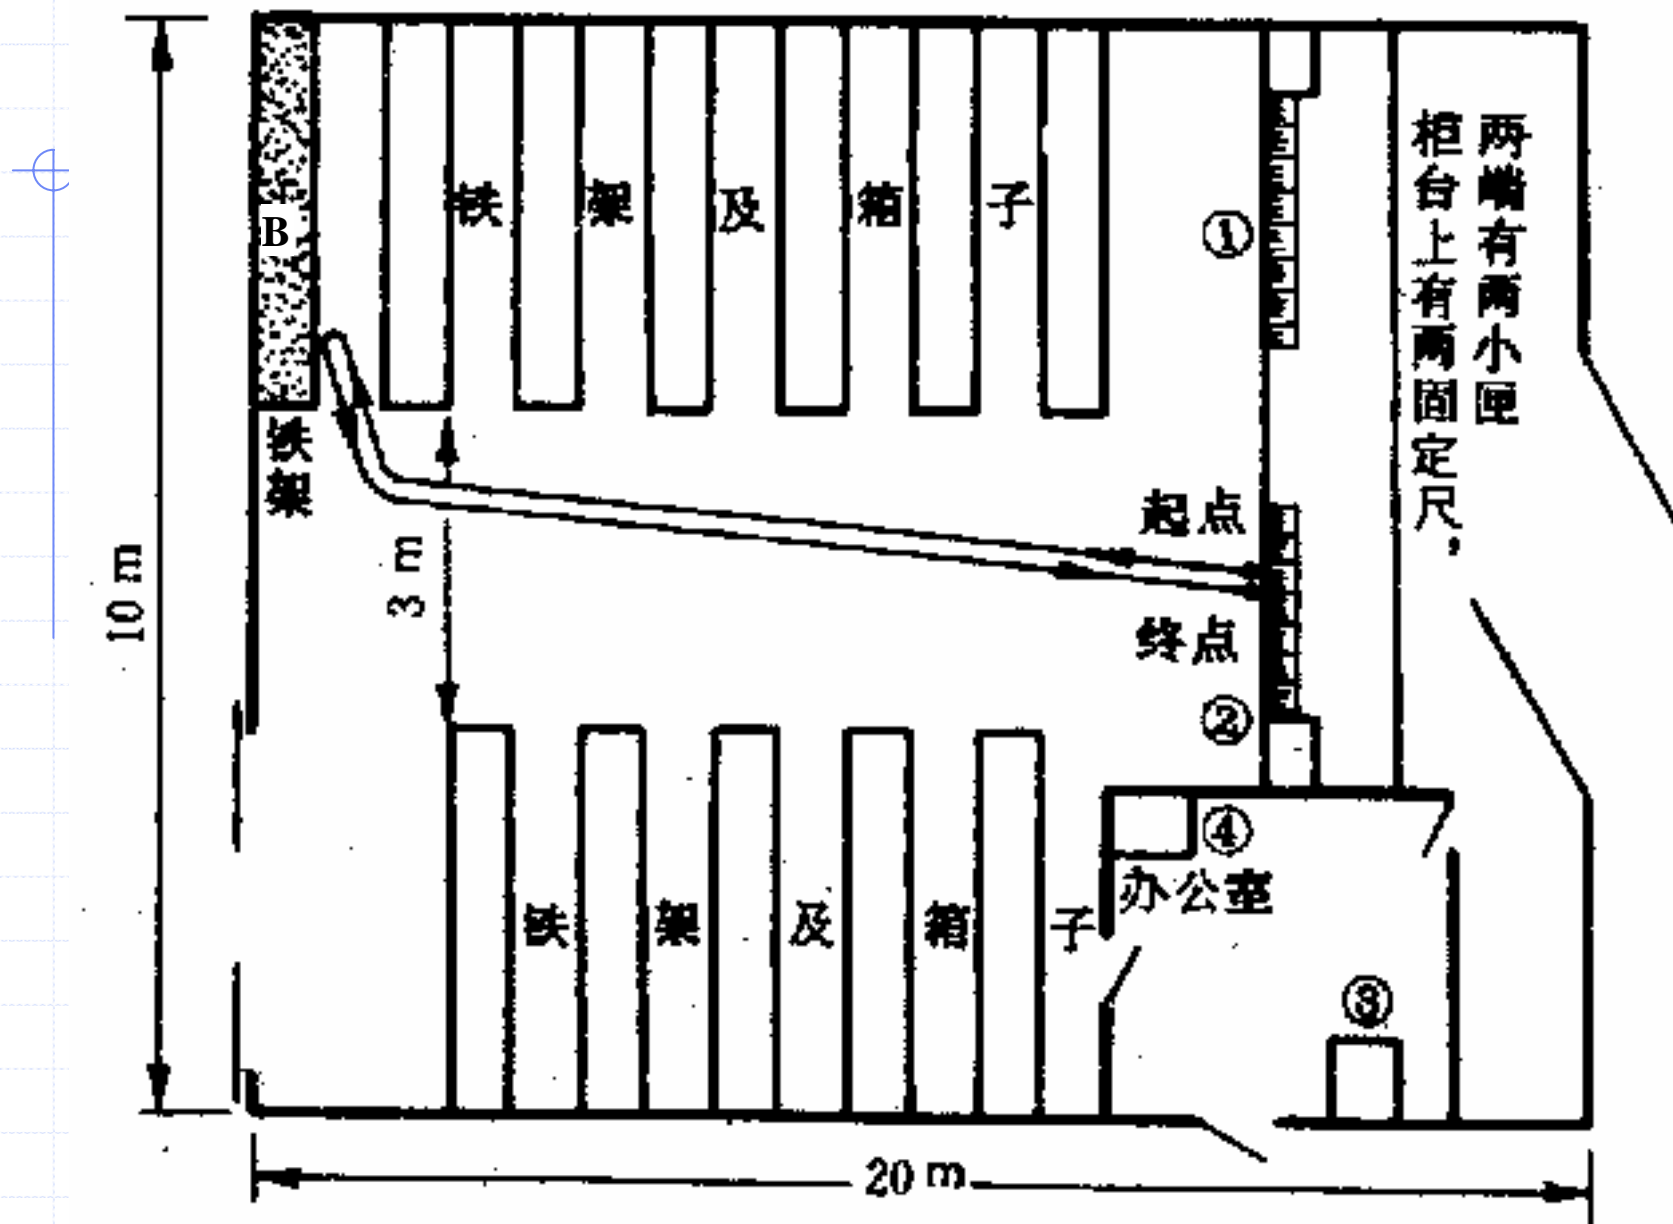 两端有两小匣
柜台上有两固定尺，
铁架及箱子
B
①
铁架
起点
3 m
10 m
终点
②
④
办公室
铁架及箱子
③
20 m